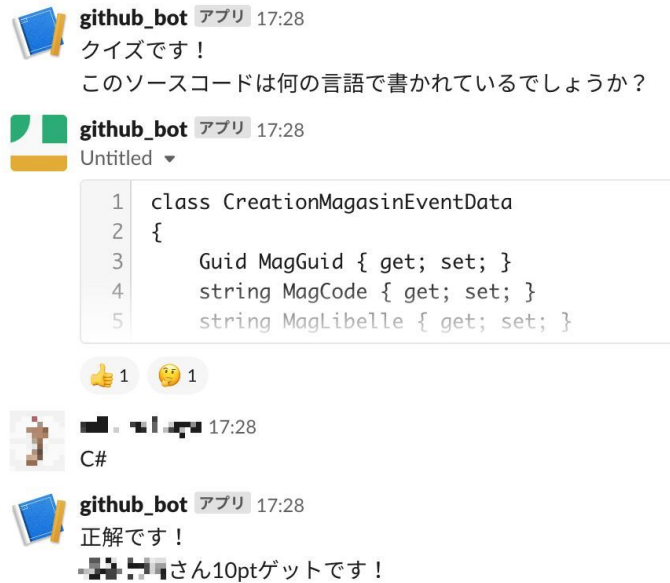 github_bot アプリ 17:28
クイズです！
このソースコードは何の言語で書かれているでしょうか？
github_bot アプリ 17:28
Untitled
1 class CreationMagasinEventData
2 {
3 Guid MagGuid { get; set; }
4 string MagCode { get; set; }
5 string MagLibelle { get; set; }
1 1
17:28
C#
github_bot アプリ 17:28
正解です！
さん10ptゲットです！